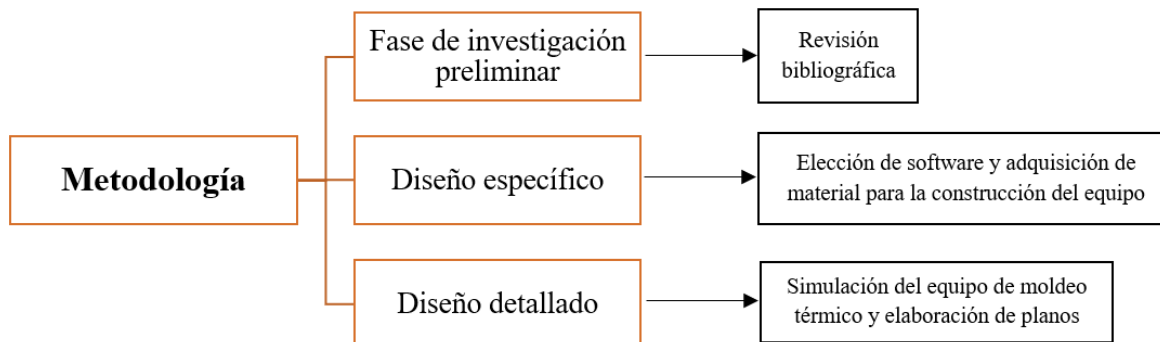 Metodología
Fase de investigación
preliminar
Revisión
bibliográfica
Diseño específico
Elección de software y adquisición de
material para la construcción del equipo
Diseño detallado
Simulación del equipo de moldeo
térmico y elaboración de planos